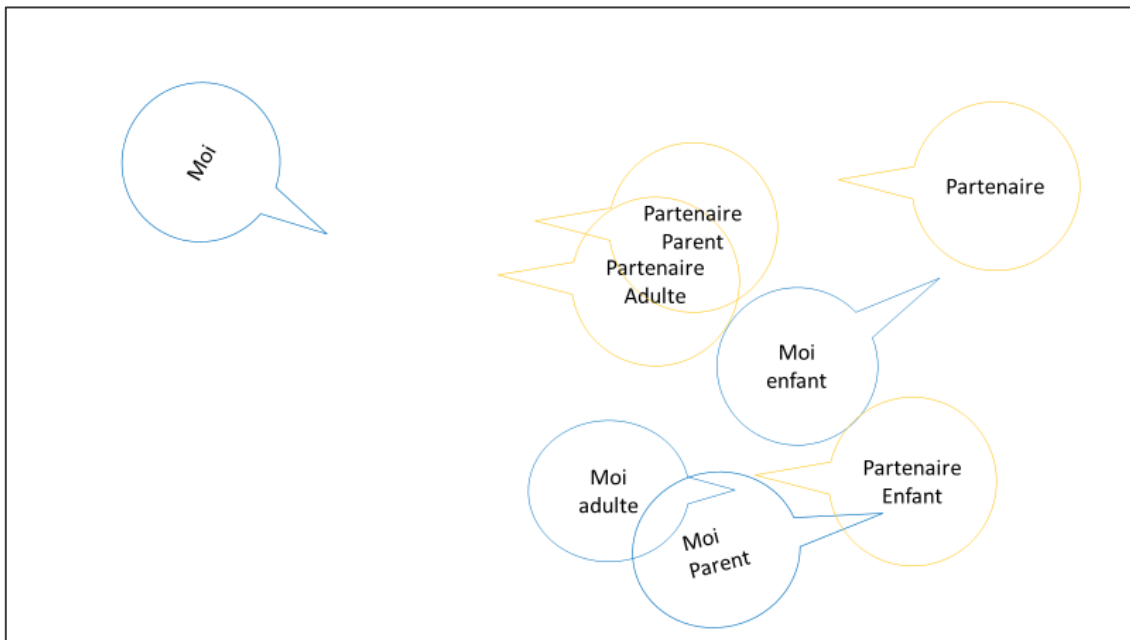 Moi
Partenaire
Partenaire
Parent
Partenaire
Adulte
Moi
enfant
Moi
adulte
Partenaire
Enfant
Moi
Parent